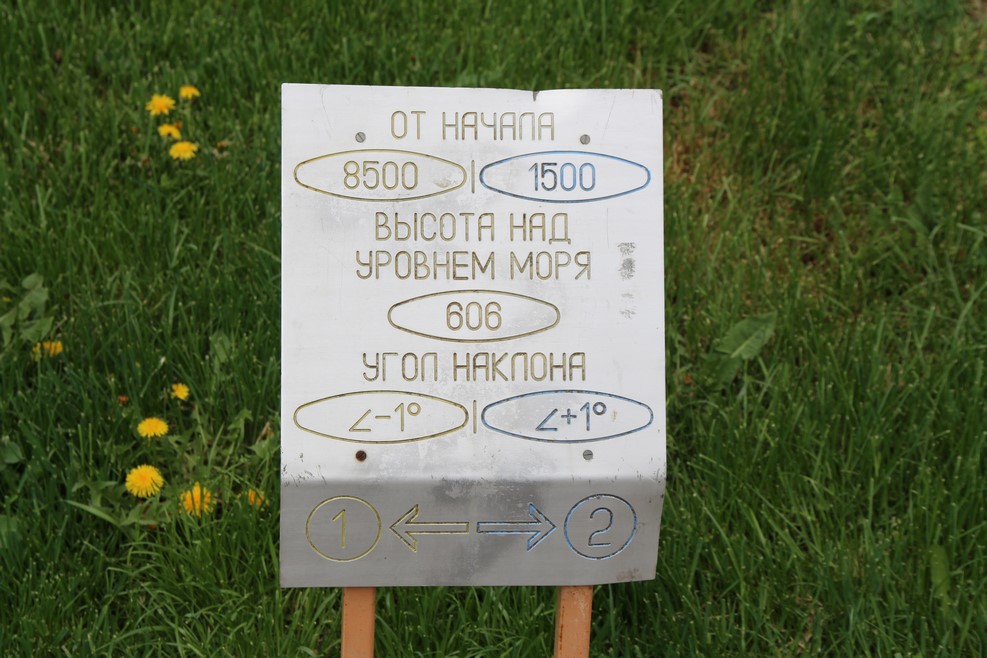 ОТ НАЧАЛА
8500 | 1500
ВЫСОТА НАД
УРОВНЕМ МОРЯ
606
УГОЛ НАКЛОНА
∠-1° | ∠+1°
1 ← → 2